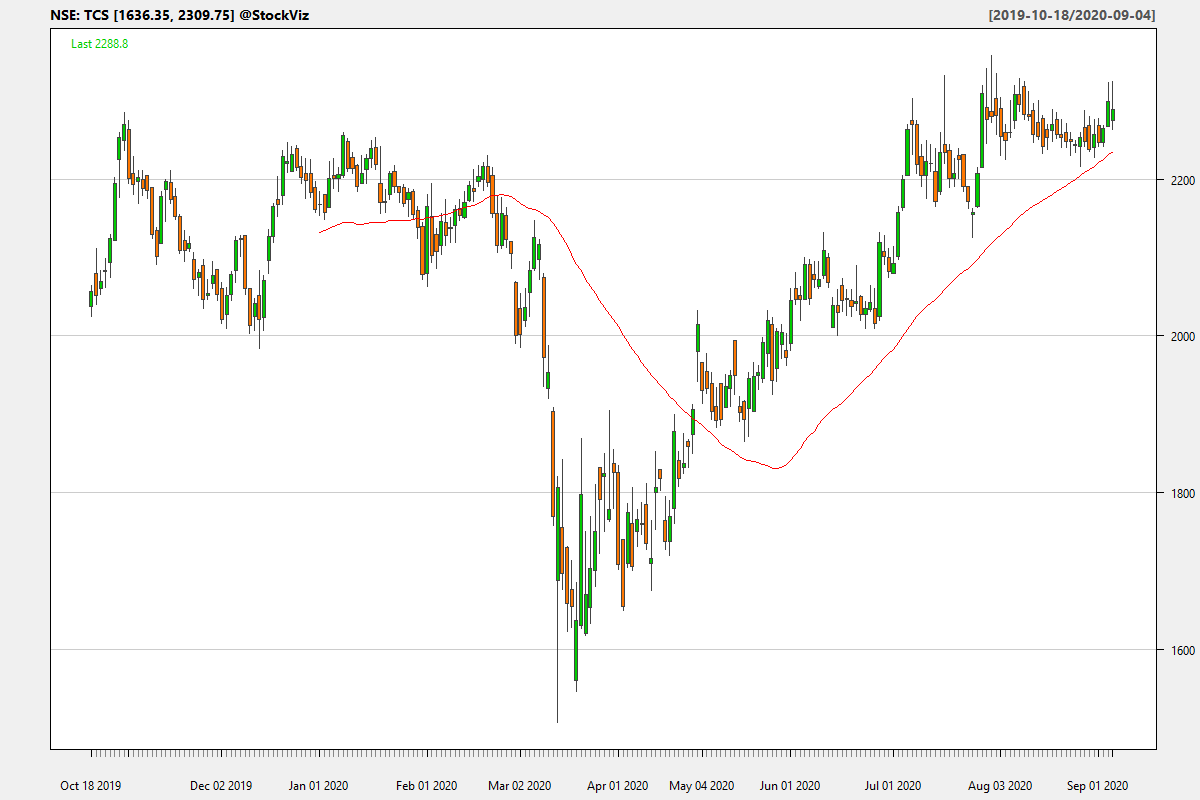 NSE: TCS [1636.35, 2309.75] @StockViz [2019-10-18/2020-09-04]
Last 2288.8
2200
2000
1800
1600
Oct 18 2019 Dec 02 2019 Jan 01 2020 Feb 03 2020 Mar 02 2020 Apr 01 2020 May 04 2020 Jun 01 2020 Jul 01 2020 Aug 03 2020 Sep 01 2020